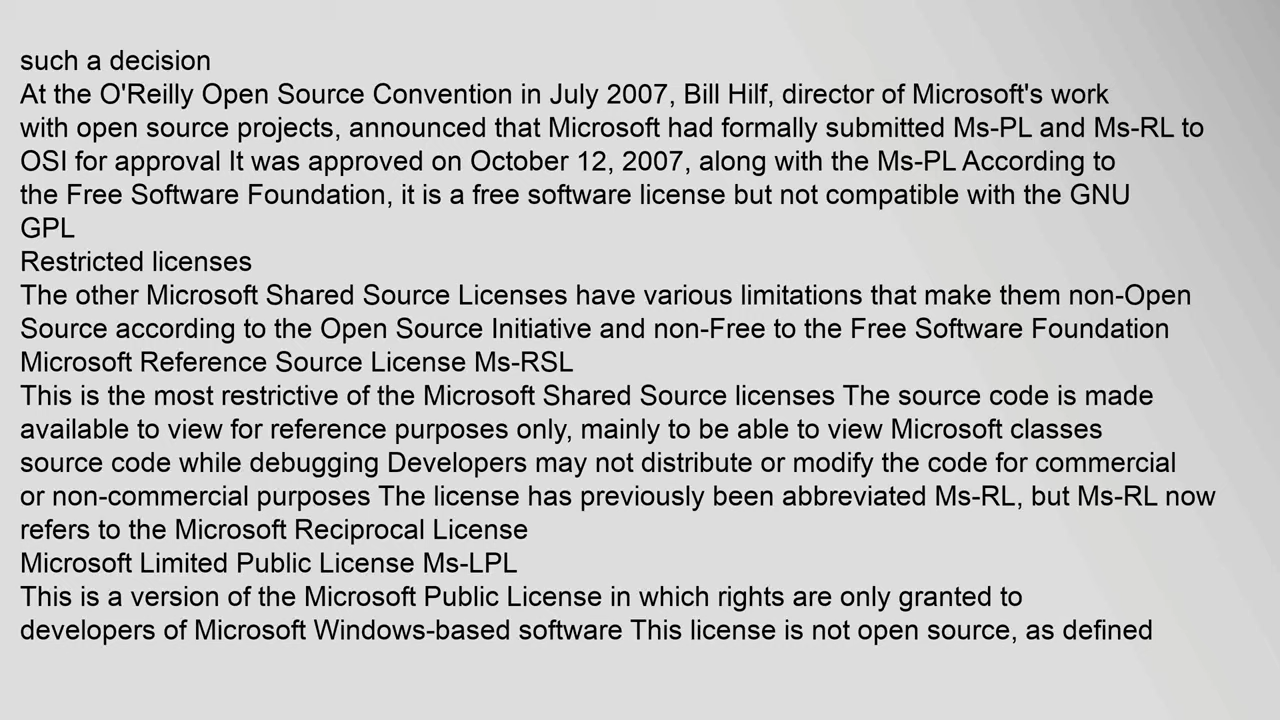 such a decision
At the O'Reilly Open Source Convention in July 2007, Bill Hilf, director of Microsoft's work
with open source projects, announced that Microsoft had formally submitted Ms-PL and Ms-RL to
OSI for approval It was approved on October 12, 2007, along with the Ms-PL According to
the Free Software Foundation, it is a free software license but not compatible with the GNU
GPL
Restricted licenses
The other Microsoft Shared Source Licenses have various limitations that make them non-Open
Source according to the Open Source Initiative and non-Free to the Free Software Foundation
Microsoft Reference Source License Ms-RSL
This is the most restrictive of the Microsoft Shared Source licenses The source code is made
available to view for reference purposes only, mainly to be able to view Microsoft classes
source code while debugging Developers may not distribute or modify the code for commercial
or non-commercial purposes The license has previously been abbreviated Ms-RL, but Ms-RL now
refers to the Microsoft Reciprocal License
Microsoft Limited Public License Ms-LPL
This is a version of the Microsoft Public License in which rights are only granted to
developers of Microsoft Windows-based software This license is not open source, as defined